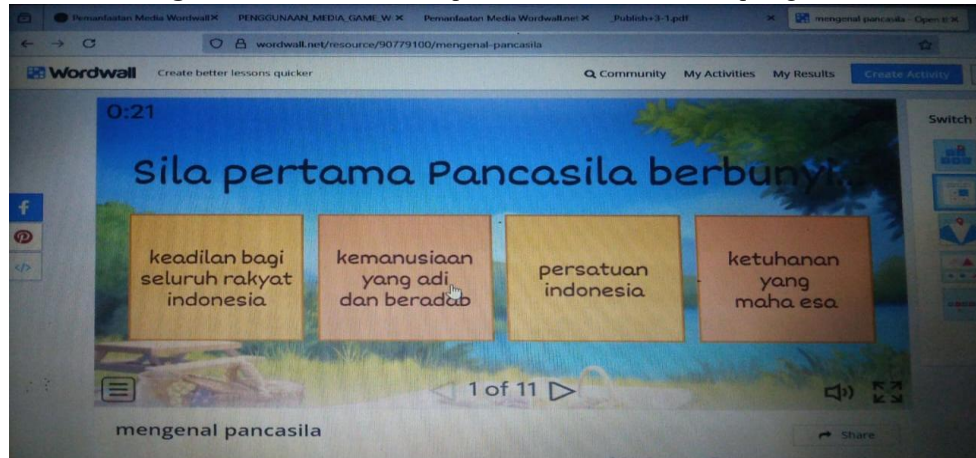 Pemanfaatan Media Wordwall
PENGGUNAAN_MEDIA_GAME_W
Pemanfaatan Media Wordwall.net
_Publish+3-1.pdf
mengenal pancasila - Open
wordwall.net/resource/90779100/mengenal-pancasila
Wordwall
Create better lessons quicker
Community
My Activities
My Results
Create Activity
0:21
Switch
Sila pertama Pancasila berbunyi
keadilan bagi
seluruh rakyat
indonesia
kemanusiaan
yang adi
dan beradab
persatuan
indonesia
ketuhanan
yang
maha esa
1 of 11
mengenal pancasila
Share